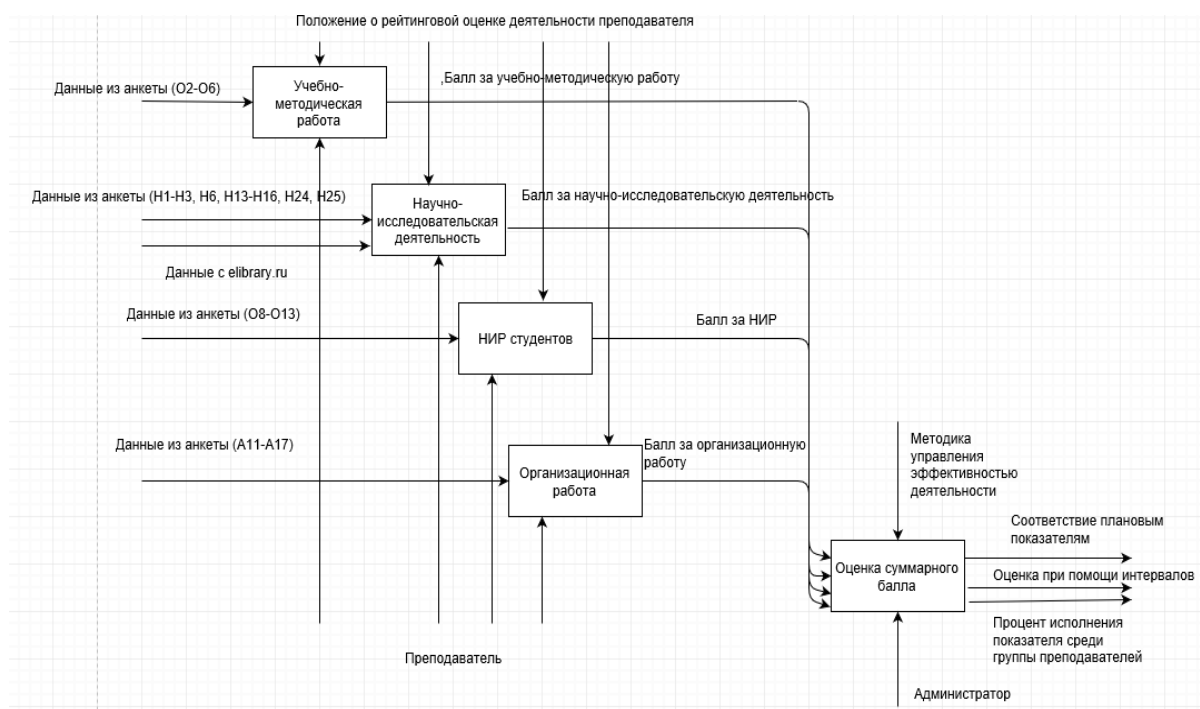 Положение о рейтинговой оценке деятельности преподавателя
Данные из анкеты (О2-О6)
Учебно-
методическая
работа
,Балл за учебно-методическую работу
Данные из анкеты (Н1-Н3, Н6, Н13-Н16, Н24, Н25)
Научно-
исследовательская
деятельность
Балл за научно-исследовательскую деятельность
Данные с elibrary.ru
Данные из анкеты (О8-О13)
НИР студентов
Балл за НИР
Данные из анкеты (А11-А17)
Организационная
работа
Балл за организационную
работу
Методика
управления
эффективностью
деятельности
Оценка суммарного
балла
Соответствие плановым
показателям
Оценка при помощи интервалов
Процент исполнения
показателя среди
группы преподавателей
Преподаватель
Администратор